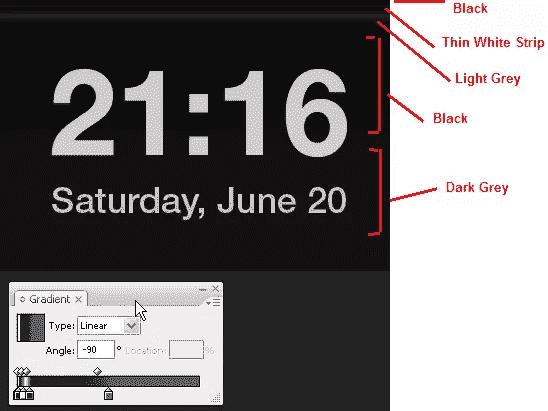 Black
Thin White Strip
Light Grey
21:16
Black
Saturday, June 20
Dark Grey
Gradient
Type: Linear
Angle: -90 ° Location: %